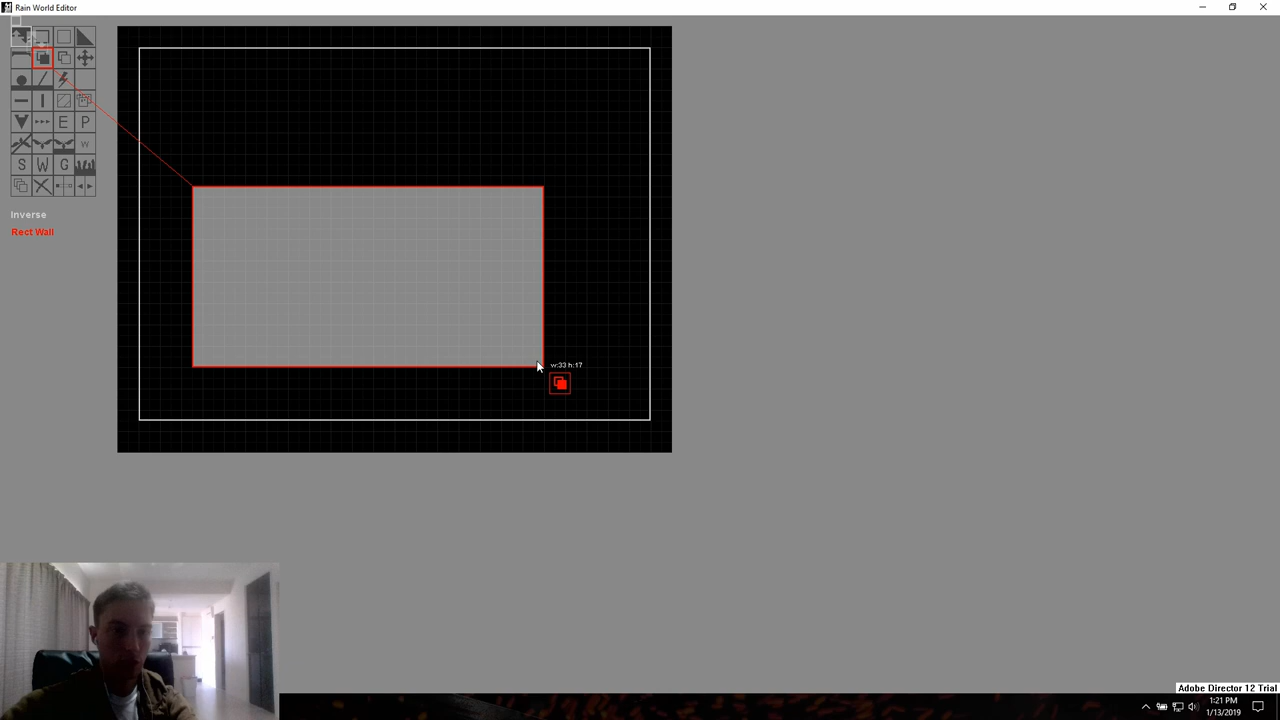 Rain World Editor
E P
W
S W G
Inverse
Rect Wall
w:33 h:17
Adobe Director 12 Trial
1:21 PM
1/13/2019